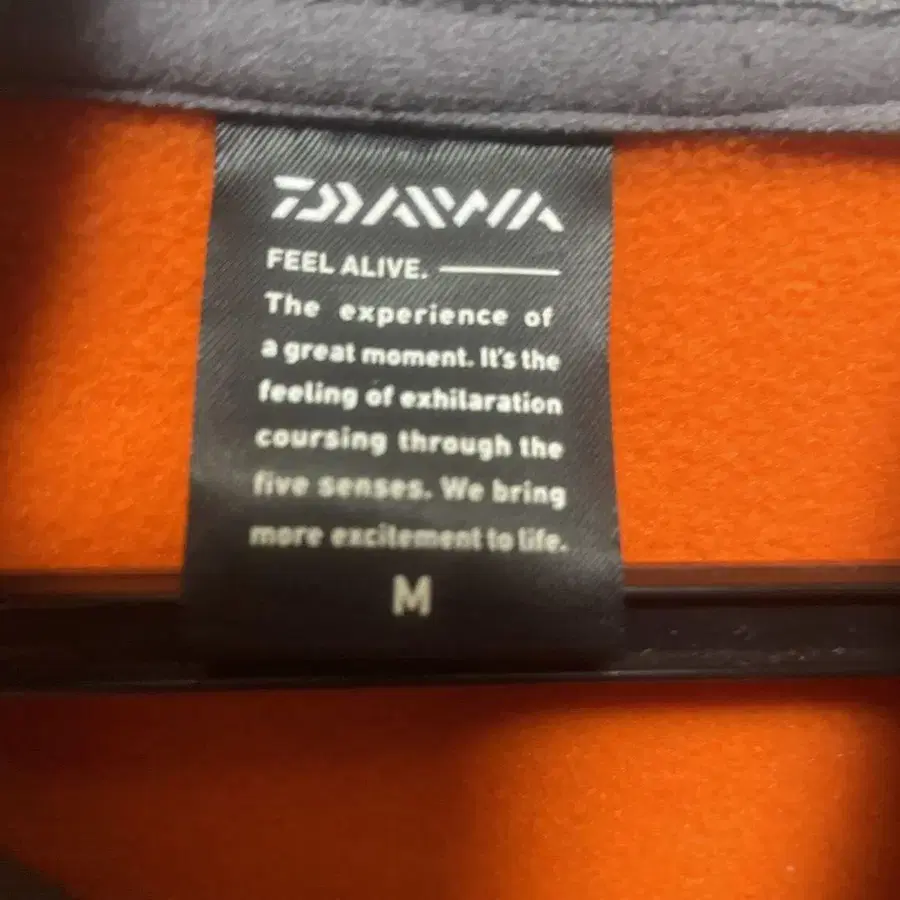 DAIWA
FEEL ALIVE.
The experience of
a great moment. It's the
feeling of exhilaration
coursing through the
five senses. We bring
more excitement to life.
M